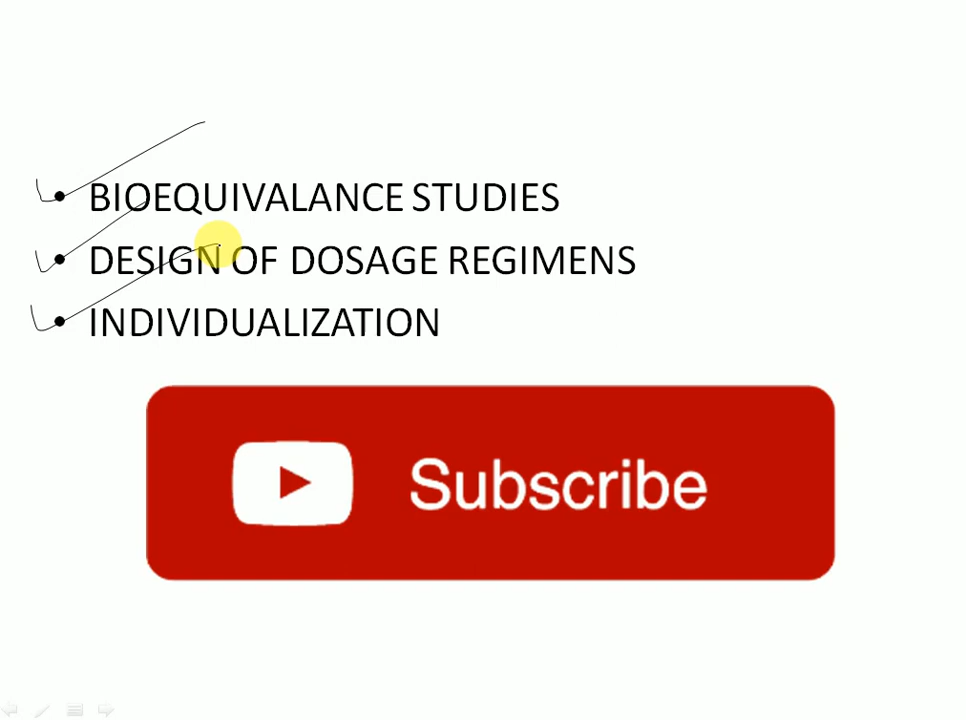 • BIOEQUIVALANCE STUDIES
• DESIGN OF DOSAGE REGIMENS
• INDIVIDUALIZATION
Subscribe